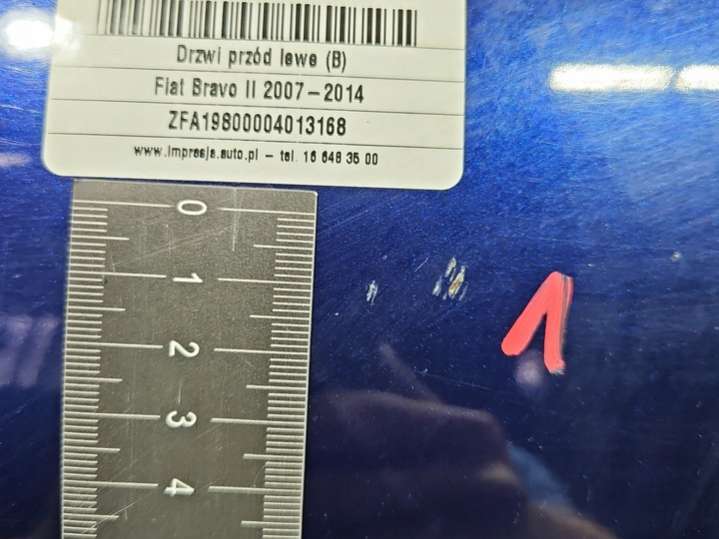 Drzwi przód lewe (B)
Fiat Bravo II 2007-2014
ZFA19800004013168
www.impresja.auto.pl - tel. 16 648 35 00
0
1
2
3
4
1